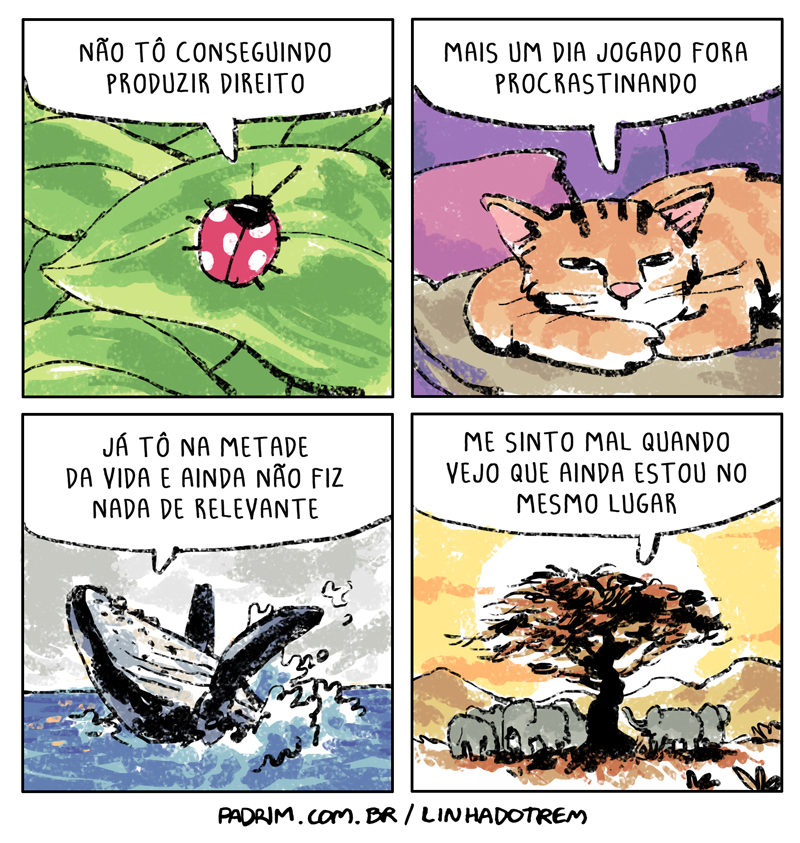 NÃO TÔ CONSEGUINDO
PRODUZIR DIREITO
MAIS UM DIA JOGADO FORA
PROCRASTINANDO
JÁ TÔ NA METADE
DA VIDA E AINDA NÃO FIZ
NADA DE RELEVANTE
ME SINTO MAL QUANDO
VEJO QUE AINDA ESTOU NO
MESMO LUGAR
PADRIM.COM.BR / LINHADOTREM